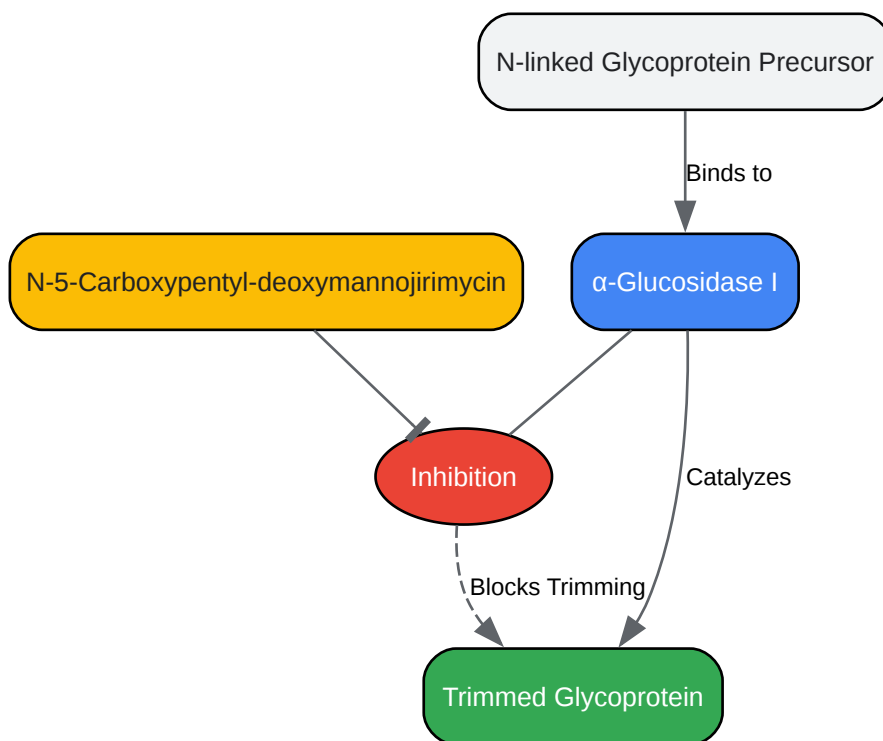 N-linked Glycoprotein Precursor
Binds to
N-5-Carboxypentyl-deoxymannojirimycin
α-Glucosidase I
Inhibition
Catalyzes
Blocks Trimming
Trimmed Glycoprotein